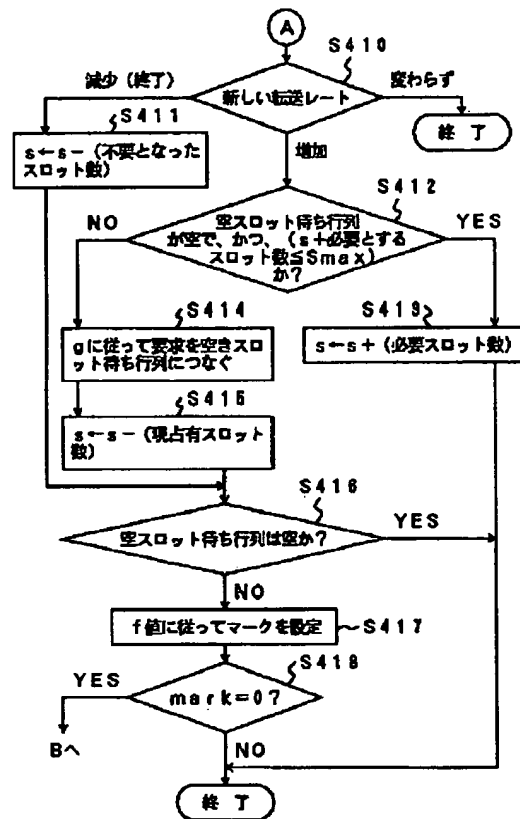 A
S410
減少(終了)
新しい転送レート
変わらず
終了
S411
s←s-(不要となった
スロット数)
増加
S412
NO
空スロット待ち行列
が空で、かつ、(s+必要とする
スロット数≦Smax)
か?
YES
S414
gに従って要求を空きスロ
ット待ち行列につなぐ
S419
s←s+(必要スロット数)
S415
s←s-(現占有スロット
数)
S416
空スロット待ち行列は空か?
YES
NO
f値に従ってマークを設定
S417
S418
YES
mark=0?
Bへ
NO
終了